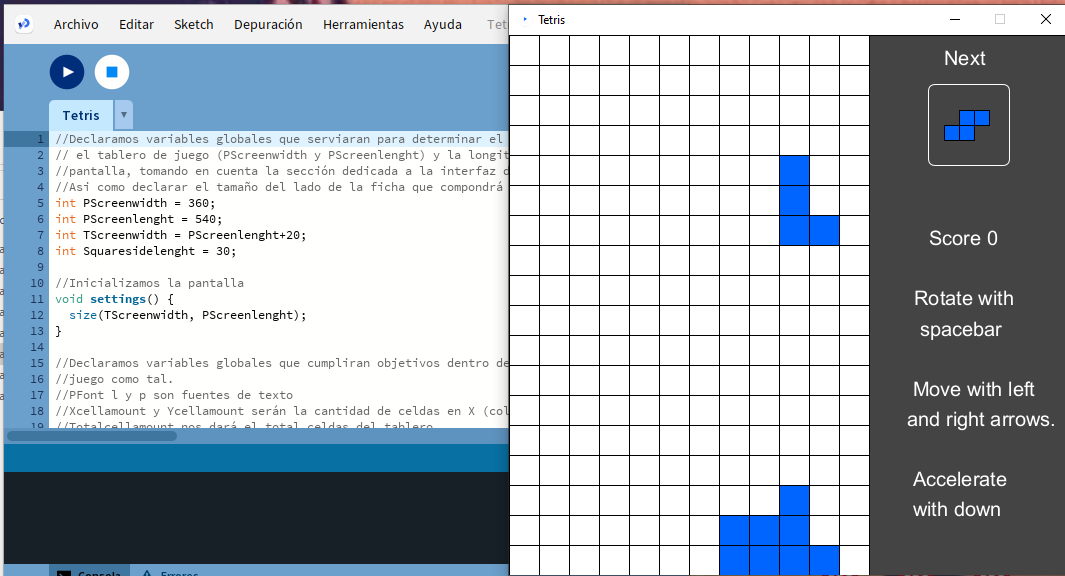 Archivo Editar Sketch Depuración Herramientas Ayuda Tet
Tetris
Tetris
1 //Declaramos variables globales que serviaran para determinar el
2 // el tablero de juego (PScreenwidth y PScreenlenght) y la longit
3 //pantalla, tomando en cuenta la sección dedicada a la interfaz d
4 //Asi como declarar el tamaño del lado de la ficha que compondrá
5 int PScreenwidth = 360;
6 int PScreenlenght = 540;
7 int TScreenwidth = PScreenlenght+20;
8 int Squaresidelenght = 30;
9
10 //Inicializamos la pantalla
11 void settings() {
12 size(TScreenwidth, PScreenlenght);
13 }
14
15 //Declaramos variables globales que cumpliran objetivos dentro de
16 //juego como tal.
17 //PFont l y p son fuentes de texto
18 //Xcellamount y Ycellamount serán la cantidad de celdas en X (col
19 //Totalcellamount nos dará el total celdas del tablero
Consola Errores
Next
Score 0
Rotate with
spacebar
Move with left
and right arrows.
Accelerate
with down